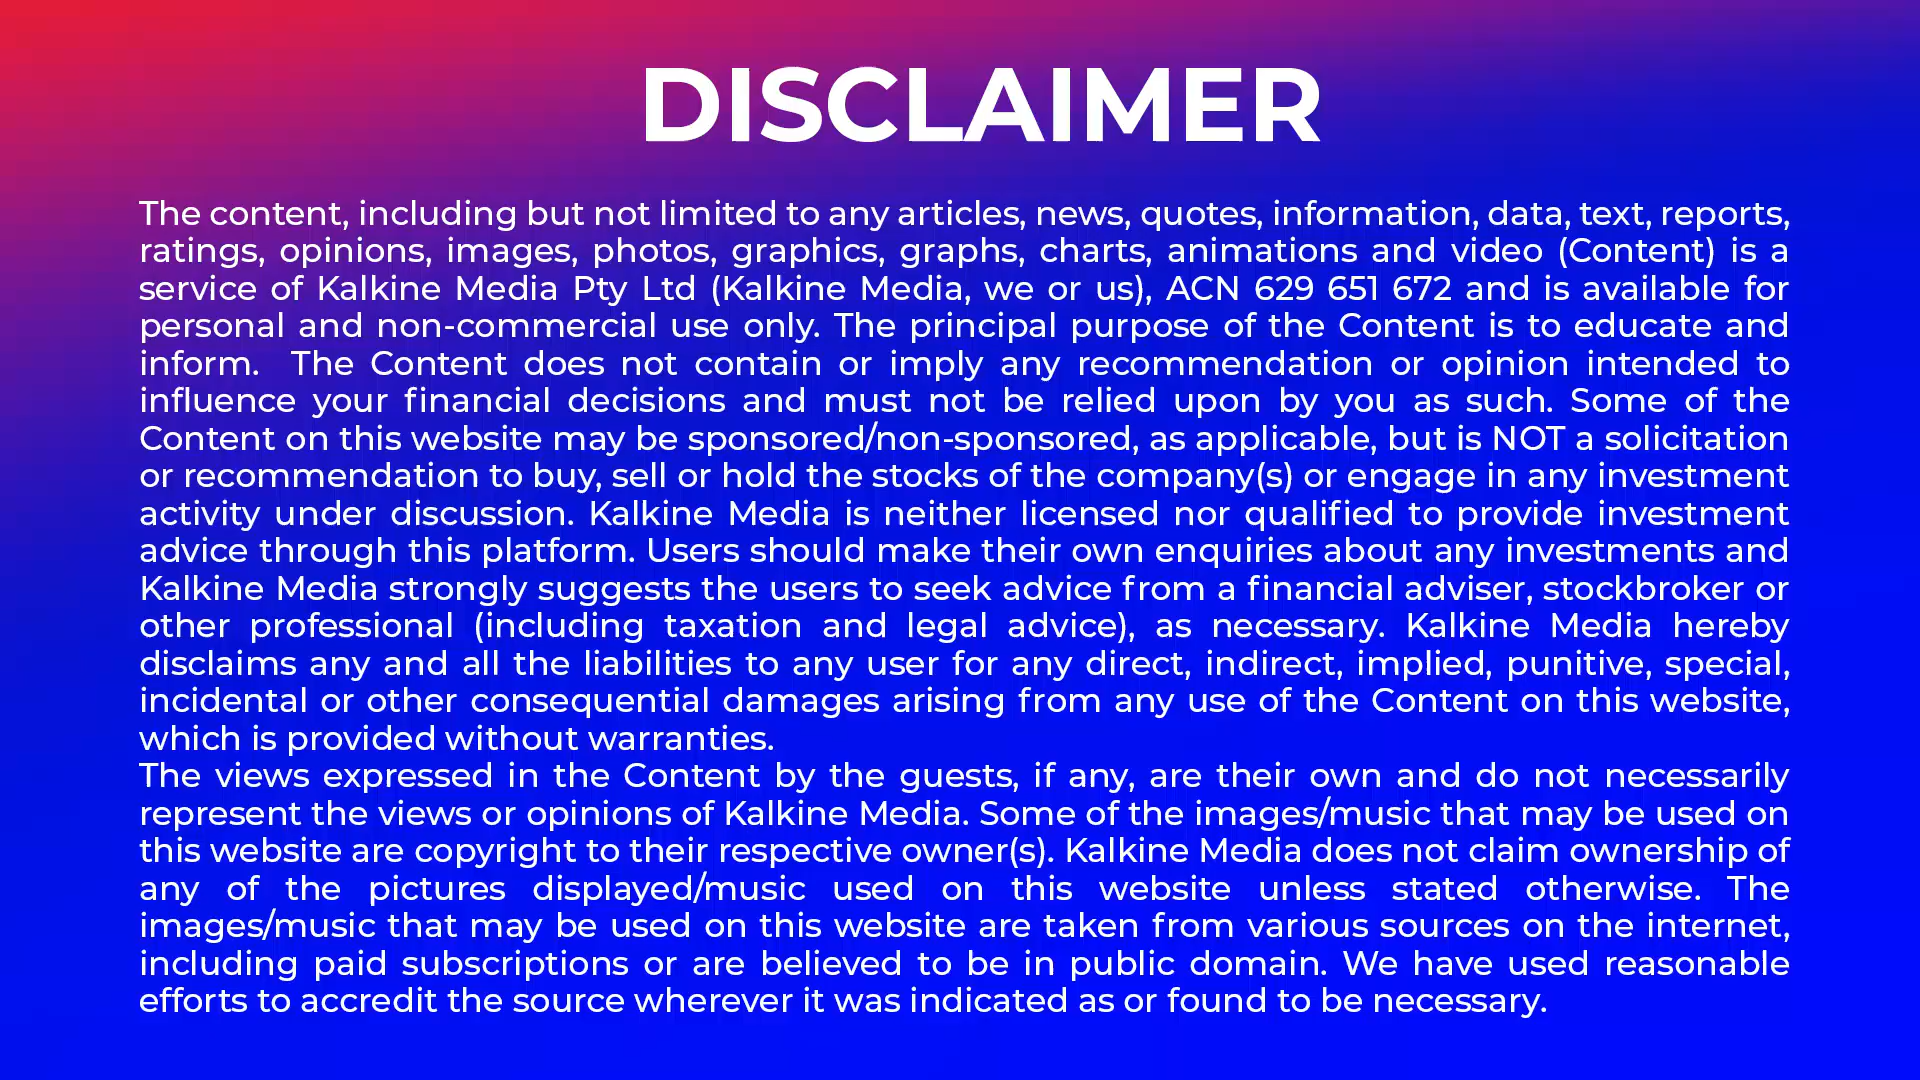 DISCLAIMER
The content, including but not limited to any articles, news, quotes, information, data, text, reports,
ratings, opinions, images, photos, graphics, graphs, charts, animations and video (Content) is a
service of Kalkine Media Pty Ltd (Kalkine Media, we or us), ACN 629 651 672 and is available for
personal and non-commercial use only. The principal purpose of the Content is to educate and
inform.  The Content does not contain or imply any recommendation or opinion intended to
influence your financial decisions and must not be relied upon by you as such. Some of the
Content on this website may be sponsored/non-sponsored, as applicable, but is NOT a solicitation
or recommendation to buy, sell or hold the stocks of the company(s) or engage in any investment
activity under discussion. Kalkine Media is neither licensed nor qualified to provide investment
advice through this platform. Users should make their own enquiries about any investments and
Kalkine Media strongly suggests the users to seek advice from a financial adviser, stockbroker or
other professional (including taxation and legal advice), as necessary. Kalkine Media hereby
disclaims any and all the liabilities to any user for any direct, indirect, implied, punitive, special,
incidental or other consequential damages arising from any use of the Content on this website,
which is provided without warranties.
The views expressed in the Content by the guests, if any, are their own and do not necessarily
represent the views or opinions of Kalkine Media. Some of the images/music that may be used on
this website are copyright to their respective owner(s). Kalkine Media does not claim ownership of
any of the pictures displayed/music used on this website unless stated otherwise. The
images/music that may be used on this website are taken from various sources on the internet,
including paid subscriptions or are believed to be in public domain. We have used reasonable
efforts to accredit the source wherever it was indicated as or found to be necessary.